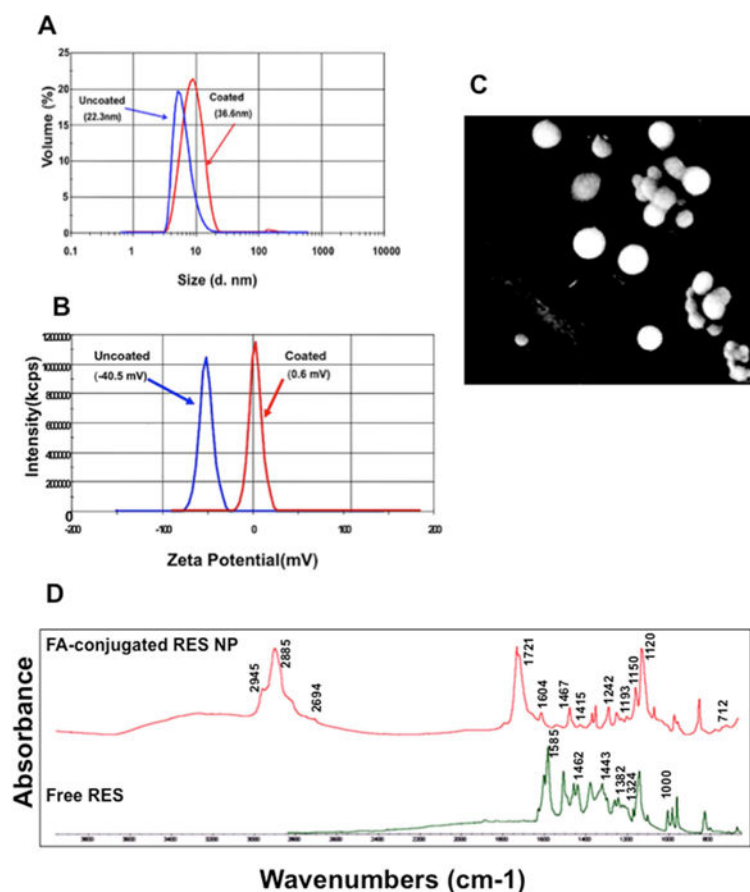 A
25
20
15
10
5
0
Volume (%)
Uncoated
(22.3nm)
Coated
(36.6nm)
0.1 1 10 100 1000 10000
Size (d. nm)
B
Intensity(kcps)
Uncoated
(-40.5 mV)
Coated
(0.6 mV)
-200 -100 0 100 200
Zeta Potential(mV)
C
D
FA-conjugated RES NP
2945
2885
2694
1721
1604
1467
1415
1242
1193
1150
1120
712
Absorbance
Free RES
1585
1462
1443
1382
1324
1000
Wavenumbers (cm-1)